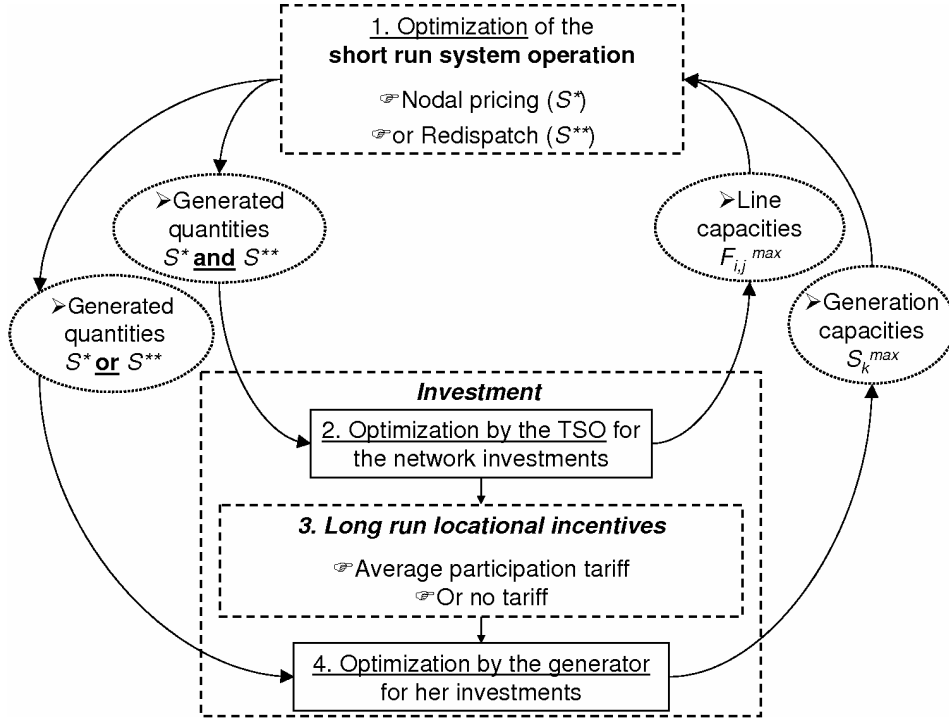 1. Optimization of the
short run system operation
☞Nodal pricing (S*)
☞or Redispatch (S**)
➢Generated
quantities
S* and S**
➢Line
capacities
F i,j max
➢Generated
quantities
S* or S**
➢Generation
capacities
S k max
Investment
2. Optimization by the TSO for
the network investments
3. Long run locational incentives
☞Average participation tariff
☞Or no tariff
4. Optimization by the generator
for her investments